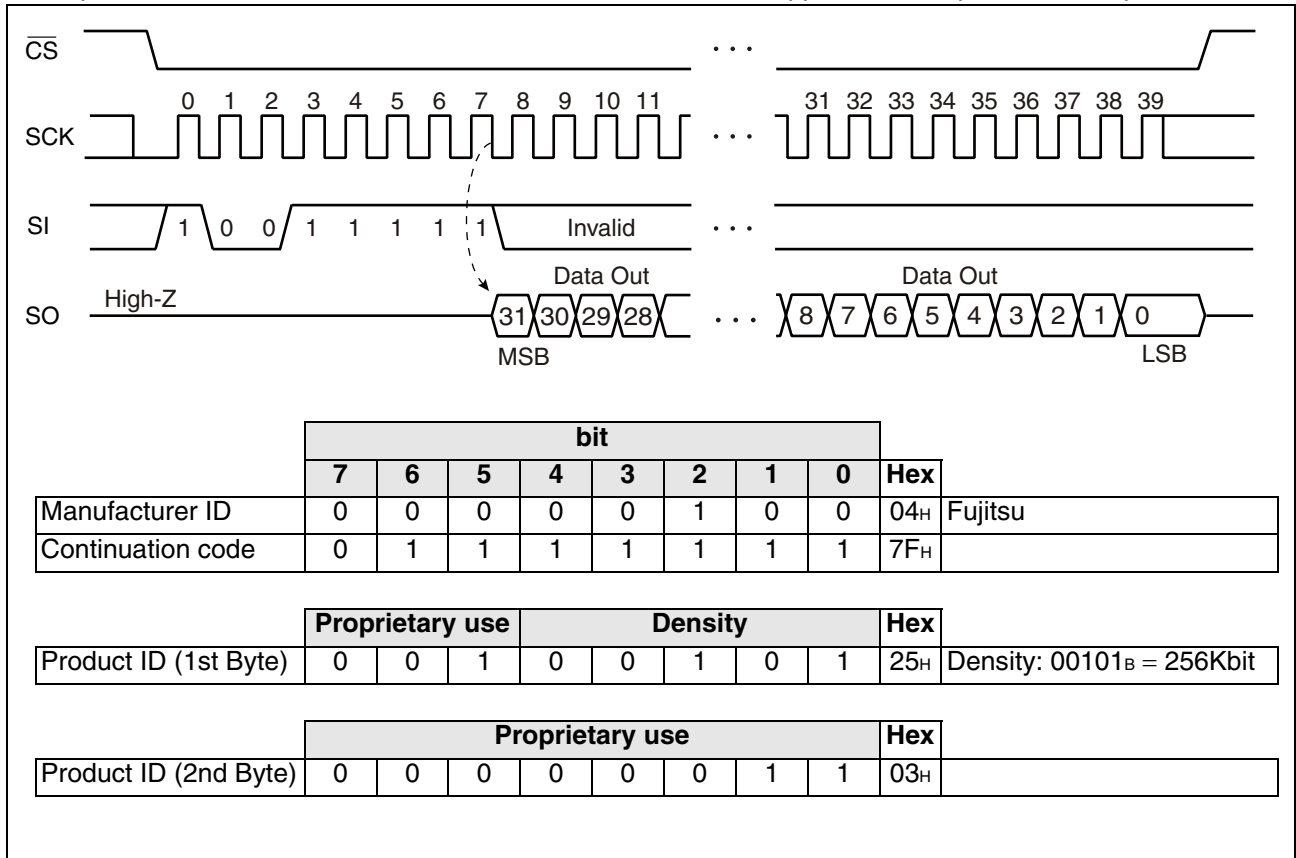 CS . . .
0 1 2 3 4 5 6 7 8 9 10 11 31 32 33 34 35 36 37 38 39
SCK . . .
SI 1 0 0 1 1 1 1 1 Invalid . . .
Data Out Data Out
High-Z
SO 31 30 29 28 . . . 8 7 6 5 4 3 2 1 0
MSB LSB
bit
7 6 5 4 3 2 1 0 Hex
Manufacturer ID 0 0 0 0 0 1 0 0 04H Fujitsu
Continuation code 0 1 1 1 1 1 1 1 7FH
Proprietary use Density Hex
Product ID (1st Byte) 0 0 1 0 0 1 0 1 25H Density: 00101B = 256Kbit
Proprietary use Hex
Product ID (2nd Byte) 0 0 0 0 0 0 1 1 03H